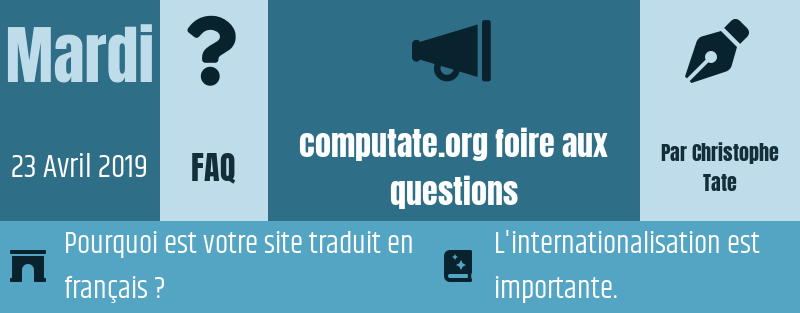 Mardi
23 Avril 2019
FAQ
computate.org foire aux
questions
Par Christophe
Tate
Pourquoi est votre site traduit en
français ?
L'internationalisation est
importante.